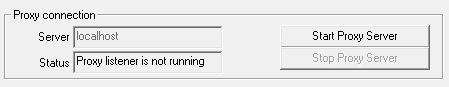 Proxy connection
Server localhost Start Proxy Server
Status Proxy listener is not running Stop Proxy Server